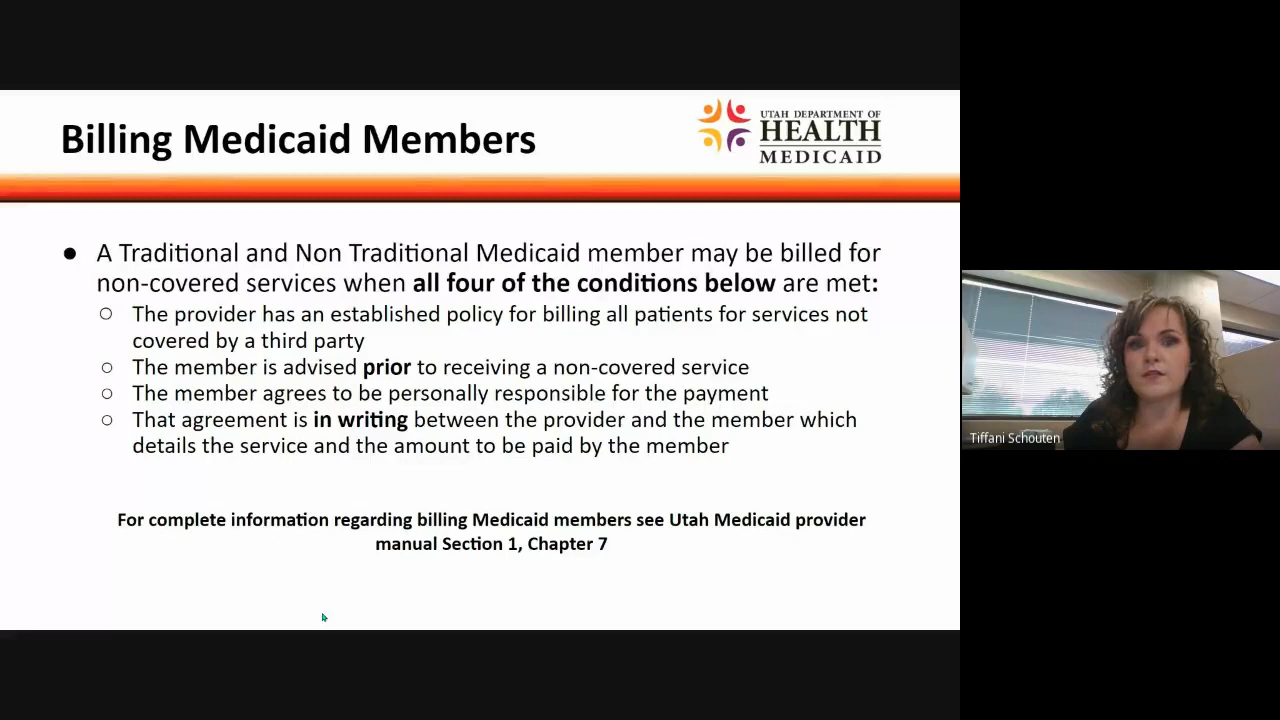 Billing Medicaid Members
UTAH DEPARTMENT OF
HEALTH
MEDICAID
● A Traditional and Non Traditional Medicaid member may be billed for
non-covered services when all four of the conditions below are met:
○ The provider has an established policy for billing all patients for services not
covered by a third party
○ The member is advised prior to receiving a non-covered service
○ The member agrees to be personally responsible for the payment
○ That agreement is in writing between the provider and the member which
details the service and the amount to be paid by the member
For complete information regarding billing Medicaid members see Utah Medicaid provider
manual Section 1, Chapter 7
Tiffani Schouten